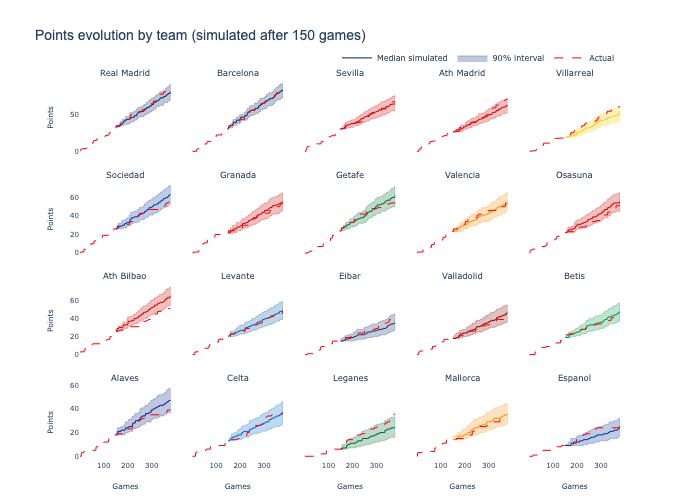 Points evolution by team (simulated after 150 games)
Median simulated 90% interval Actual
Real Madrid Barcelona Sevilla Ath Madrid Villarreal
50
0
Points
Sociedad Granada Getafe Valencia Osasuna
60
40
20
0
Points
Ath Bilbao Levante Eibar Valladolid Betis
60
40
20
0
Points
Alaves Celta Leganes Mallorca Espanol
60
40
20
0
Points
100 200 300 100 200 300 100 200 300 100 200 300 100 200 300
Games Games Games Games Games